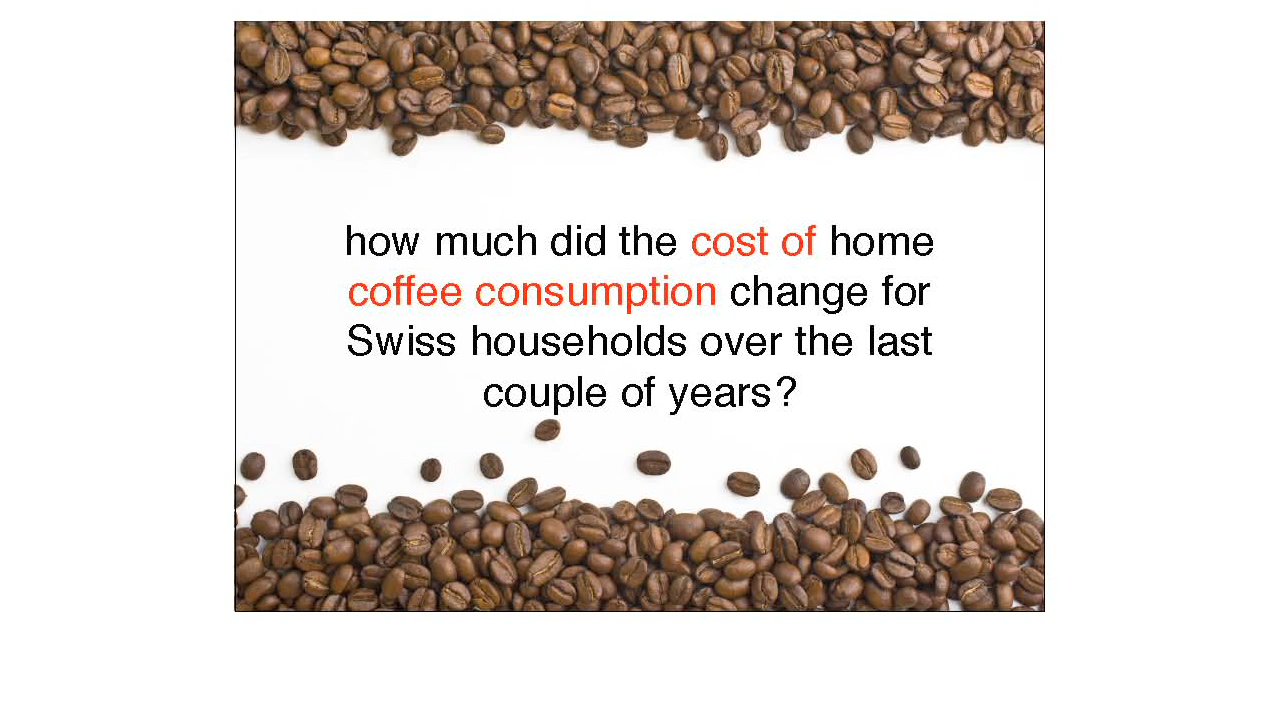 how much did the cost of home
coffee consumption change for
Swiss households over the last
couple of years?